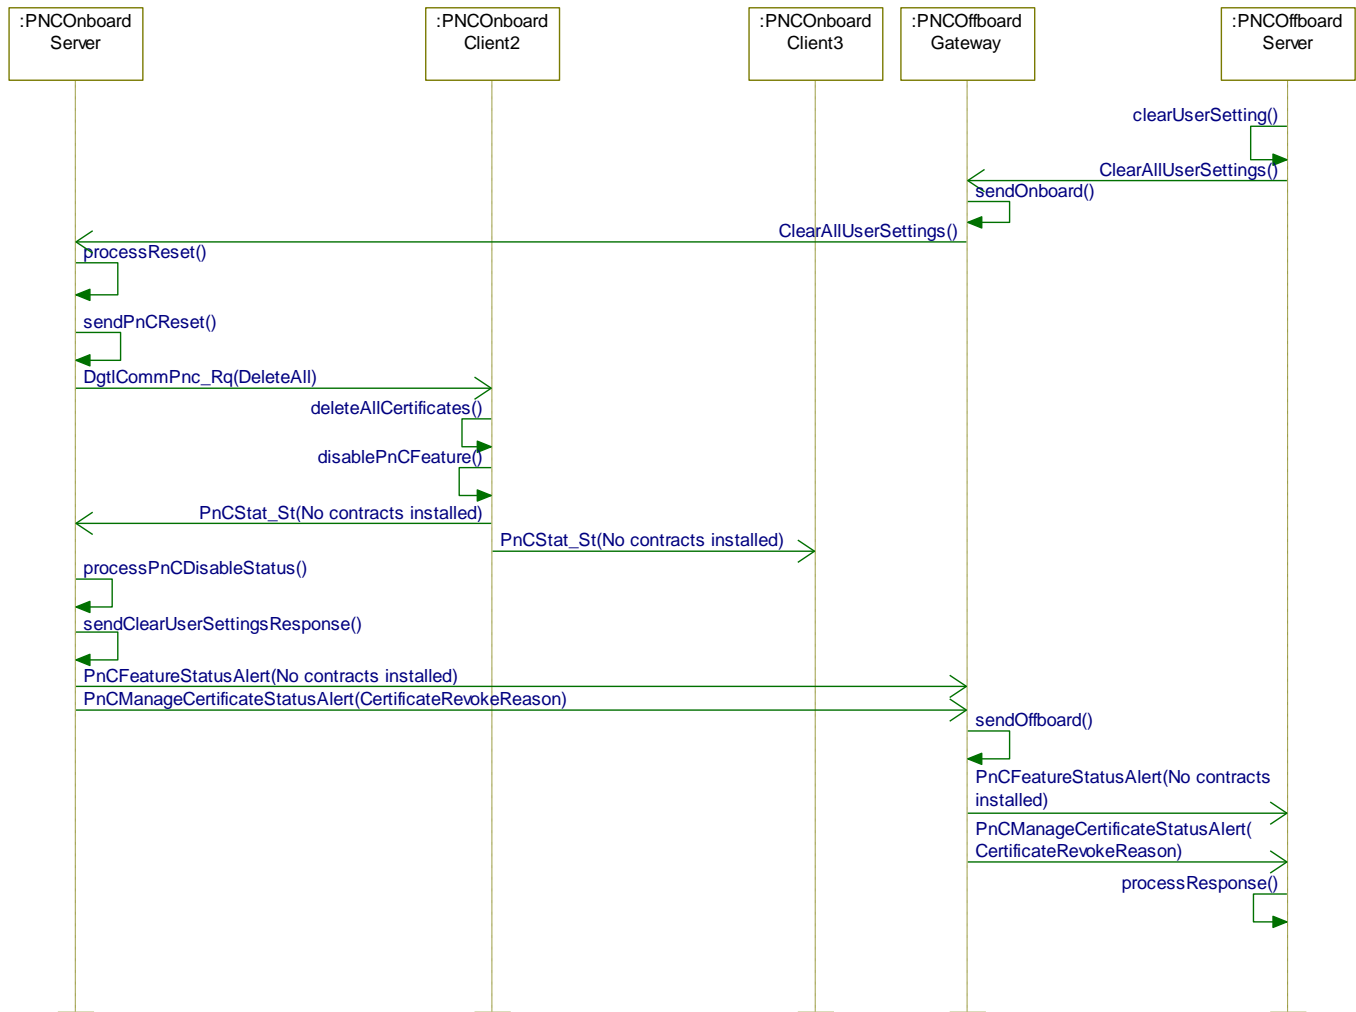 :PNCOnboard
Server
:PNCOnboard
Client2
:PNCOnboard
Client3
:PNCOffboard
Gateway
:PNCOffboard
Server
clearUserSetting()
ClearAllUserSettings()
sendOnboard()
ClearAllUserSettings()
processReset()
sendPnCReset()
DgtlCommPnc_Rq(DeleteAll)
deleteAllCertificates()
disablePnCFeature()
PnCStat_St(No contracts installed)
PnCStat_St(No contracts installed)
processPnCDisableStatus()
sendClearUserSettingsResponse()
PnCFeatureStatusAlert(No contracts installed)
PnCManageCertificateStatusAlert(CertificateRevokeReason)
sendOffboard()
PnCFeatureStatusAlert(No contracts
installed)
PnCManageCertificateStatusAlert(
CertificateRevokeReason)
processResponse()